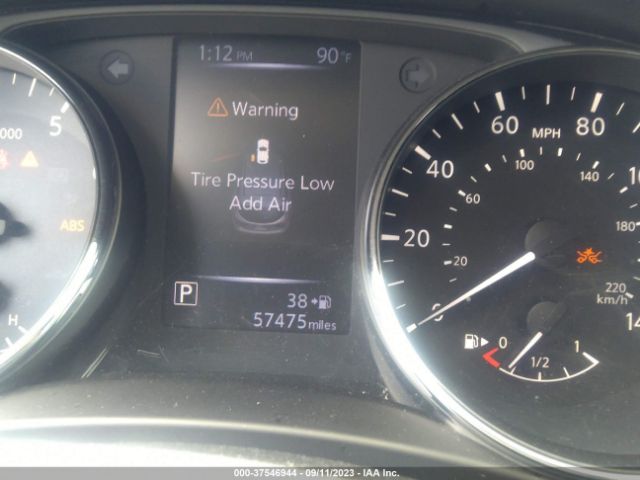 1:12 PM 90°F
Warning
Tire Pressure Low
Add Air
P
38
57475 miles
5
000
ABS
H
0
20
40
60
MPH
80
20
60
100
140
180
220
km/h
0
1/2
1
000-37546944 - 09/11/2023 - IAA Inc.